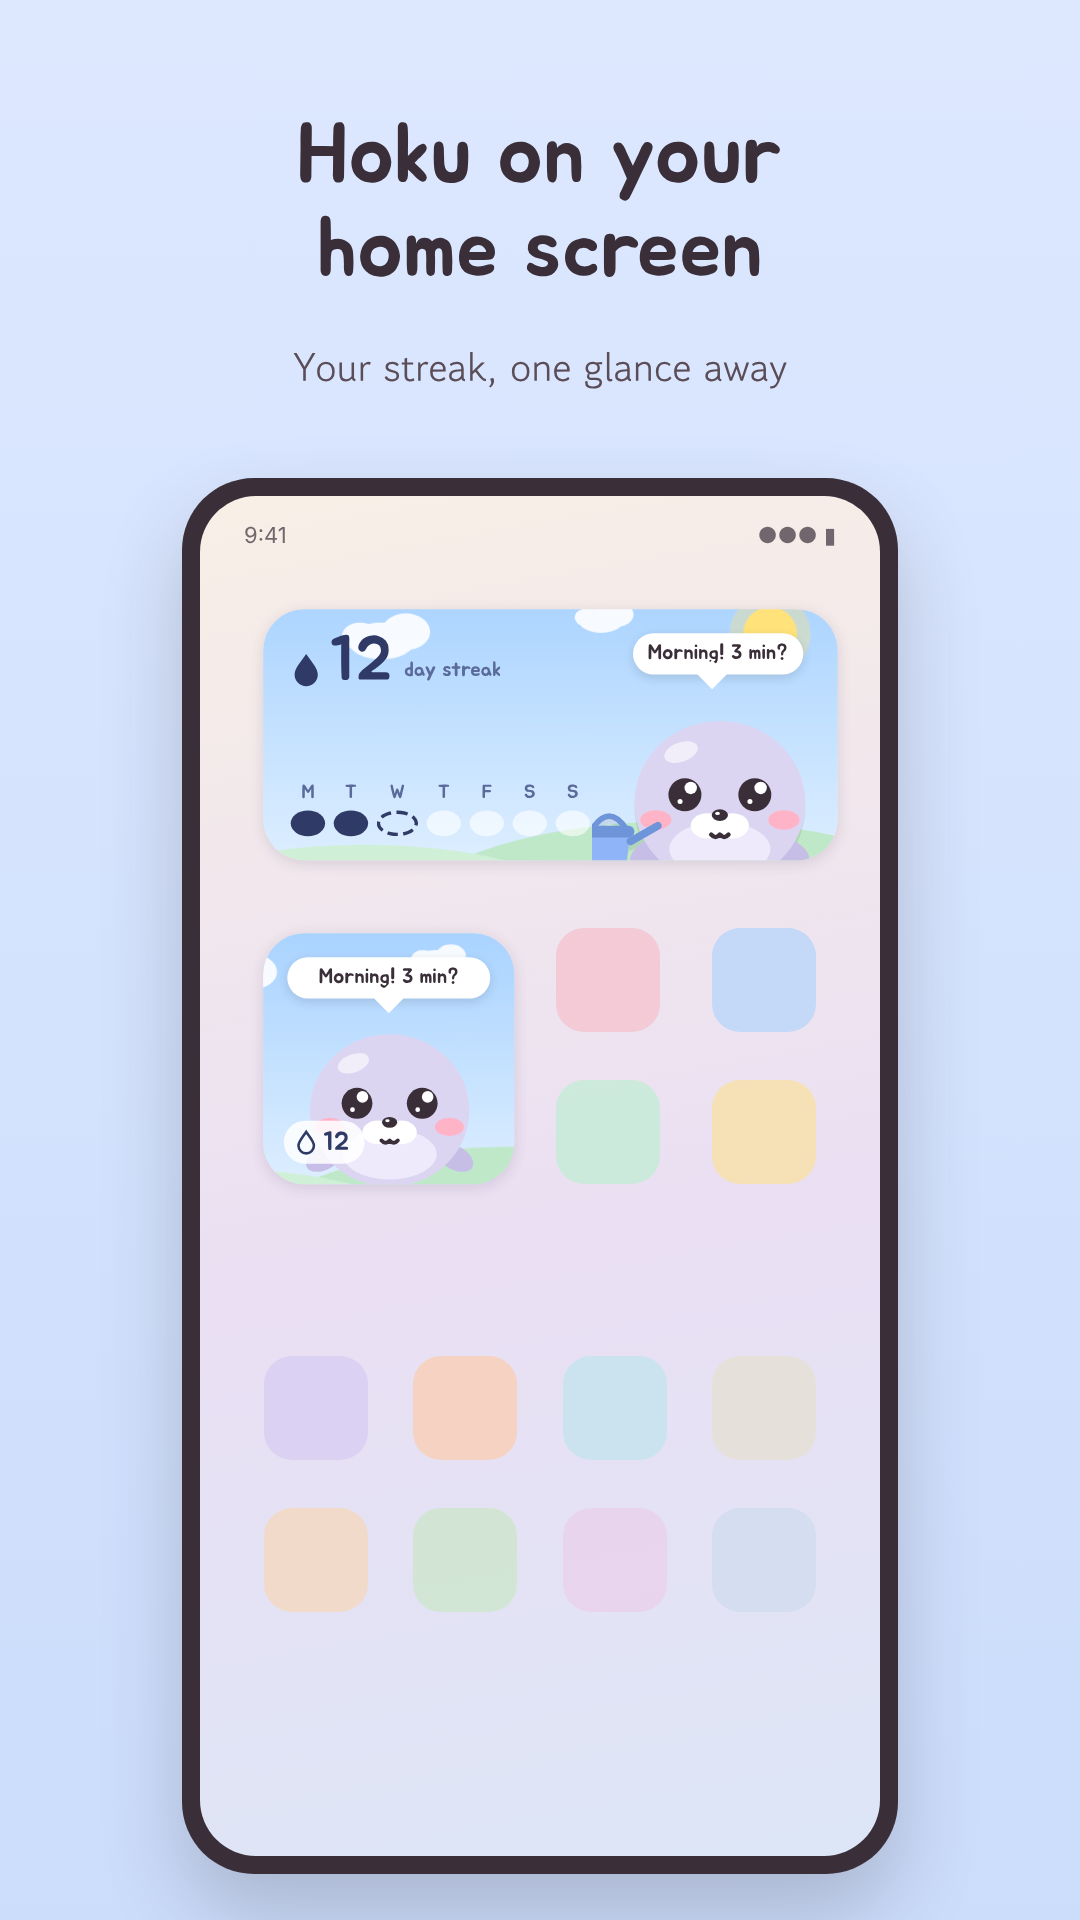 Hoku on your
home screen
Your streak, one glance away
9:41
12 day streak
Morning! 3 min?
M T W T F S S
Morning! 3 min?
12